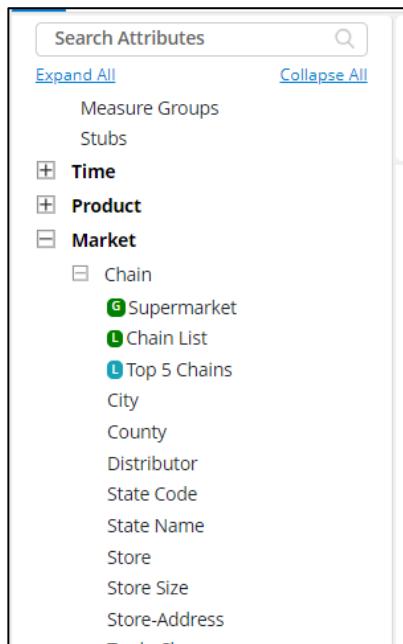 Search Attributes
Expand All Collapse All
Measure Groups
Stubs
Time
Product
Market
Chain
G Supermarket
L Chain List
L Top 5 Chains
City
County
Distributor
State Code
State Name
Store
Store Size
Store-Address